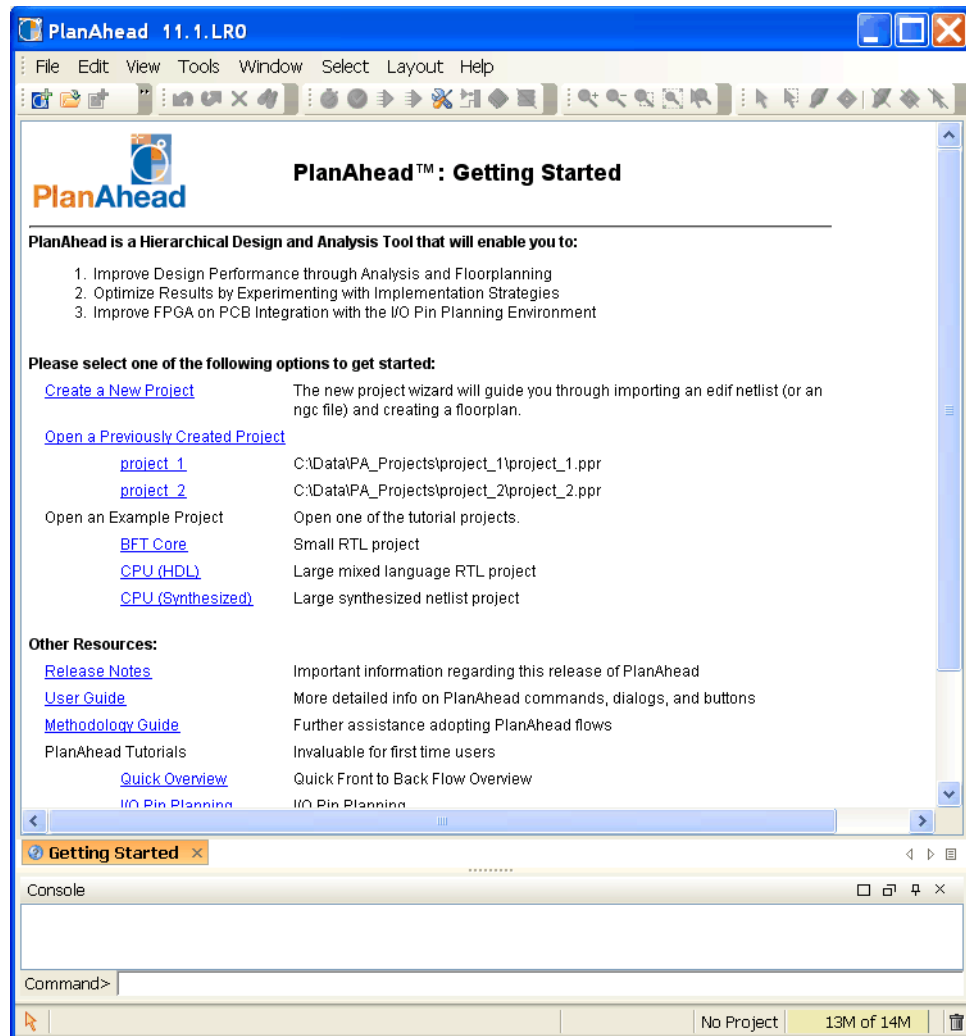 PlanAhead 11.1.LR0
File Edit View Tools Window Select Layout Help
PlanAhead
PlanAhead™: Getting Started
PlanAhead is a Hierarchical Design and Analysis Tool that will enable you to:
1. Improve Design Performance through Analysis and Floorplanning
2. Optimize Results by Experimenting with Implementation Strategies
3. Improve FPGA on PCB Integration with the I/O Pin Planning Environment
Please select one of the following options to get started:
Create a New Project The new project wizard will guide you through importing an edif netlist (or an
ngc file) and creating a floorplan.
Open a Previously Created Project
project_1 C:\Data\PA_Projects\project_1\project_1.ppr
project_2 C:\Data\PA_Projects\project_2\project_2.ppr
Open an Example Project Open one of the tutorial projects.
BFT Core Small RTL project
CPU (HDL) Large mixed language RTL project
CPU (Synthesized) Large synthesized netlist project
Other Resources:
Release Notes Important information regarding this release of PlanAhead
User Guide More detailed info on PlanAhead commands, dialogs, and buttons
Methodology Guide Further assistance adopting PlanAhead flows
PlanAhead Tutorials Invaluable for first time users
Quick Overview Quick Front to Back Flow Overview
I/O Pin Planning I/O Pin Planning
Getting Started
Console
Command>
No Project 13M of 14M